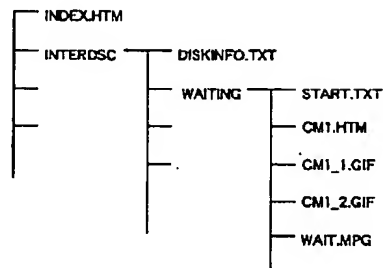 INDEX.HTM
INTERDSC
DISKINFO.TXT
WAITING
START.TXT
CM1.HTM
CM1_1.GIF
CM1_2.GIF
WAIT.MPG